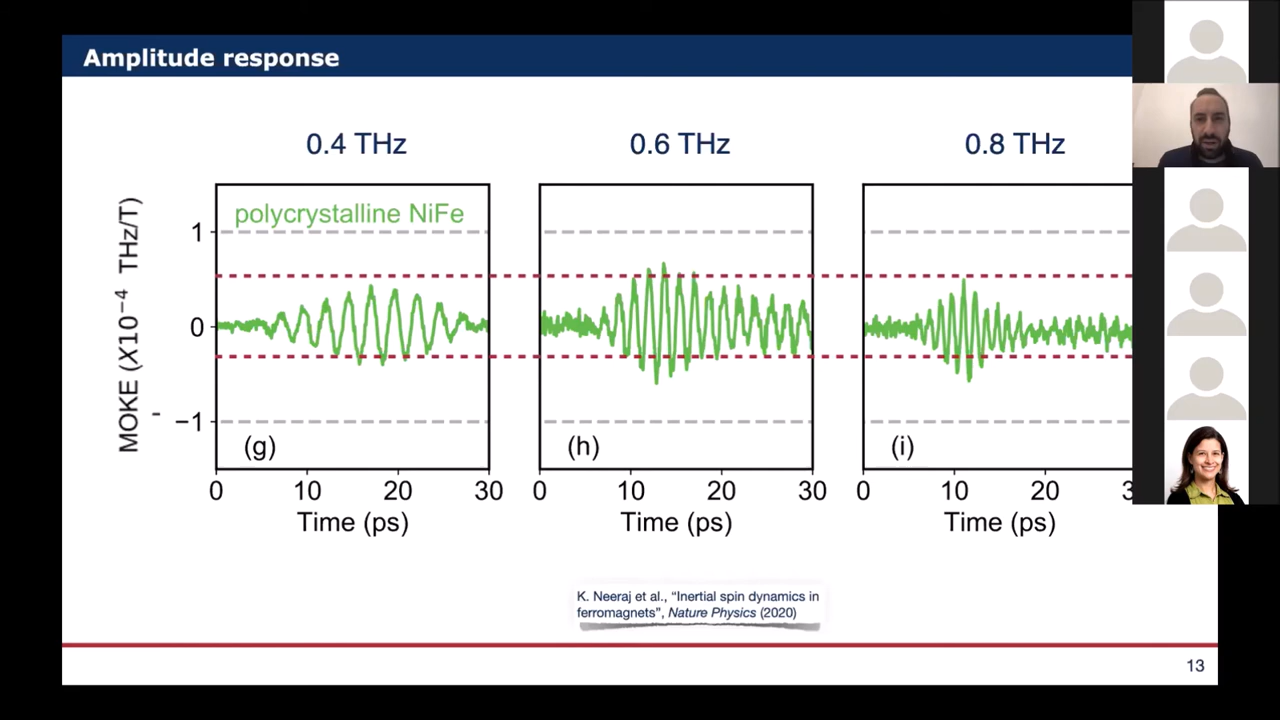 Amplitude response
0.4 THz
0.6 THz
0.8 THz
MOKE (X10⁻⁴ THz/T)
polycrystalline NiFe
1
0
−1
-
(g)
(h)
(i)
0 10 20 30
0 10 20 30
0 10 20
Time (ps)
Time (ps)
Time (ps)
K. Neeraj et al., “Inertial spin dynamics in
ferromagnets”, Nature Physics (2020)
13